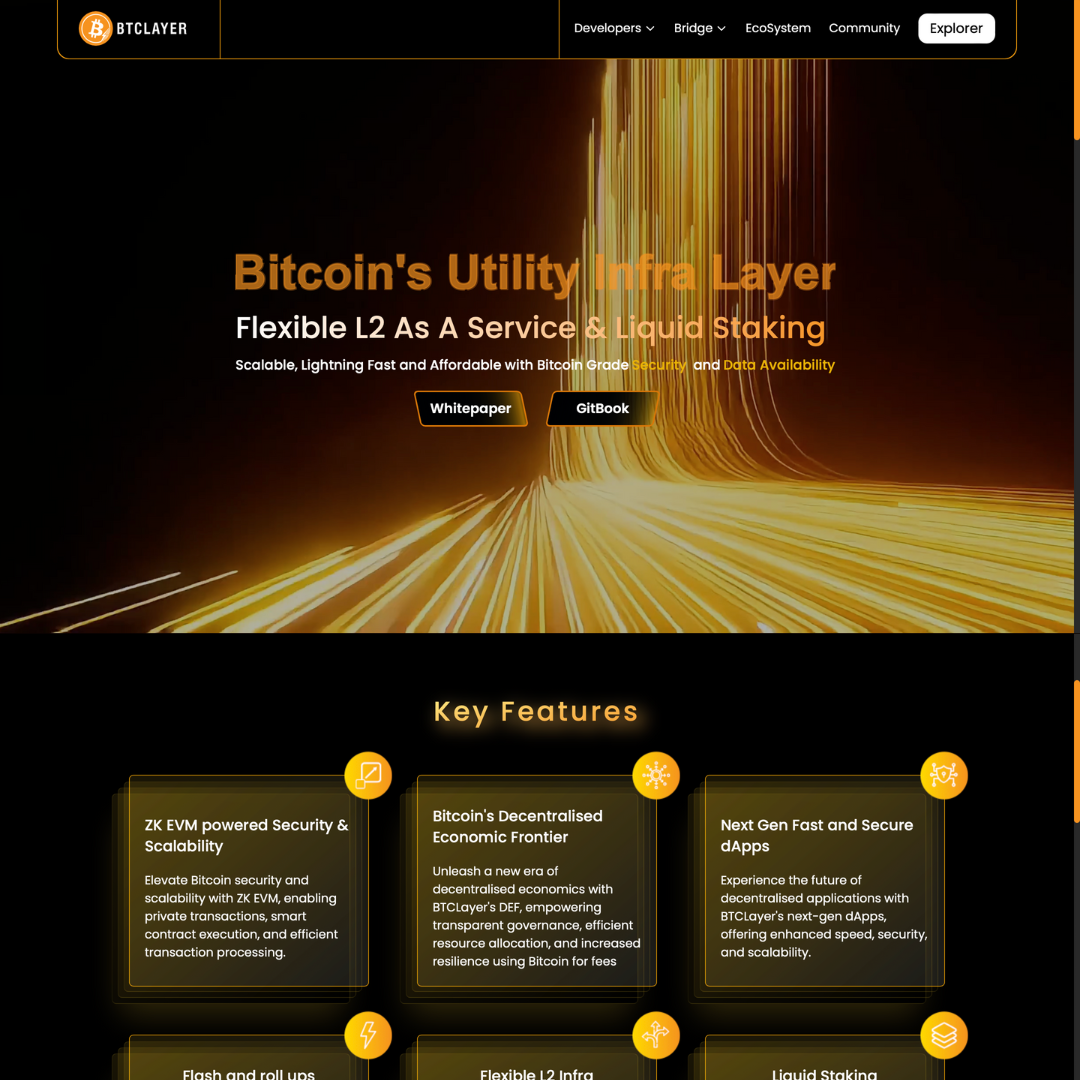 BTCLAYER
Developers
Bridge
EcoSystem
Community
Explorer
Bitcoin's Utility Infra Layer
Flexible L2 As A Service & Liquid Staking
Scalable, Lightning Fast and Affordable with Bitcoin Grade Security and Data Availability
Whitepaper
GitBook
Key Features
ZK EVM powered Security &
Scalability
Elevate Bitcoin security and
scalability with ZK EVM, enabling
private transactions, smart
contract execution, and efficient
transaction processing.
Bitcoin's Decentralised
Economic Frontier
Unleash a new era of
decentralised economics with
BTCLayer's DEF, empowering
transparent governance, efficient
resource allocation, and increased
resilience using Bitcoin for fees
Next Gen Fast and Secure
dApps
Experience the future of
decentralised applications with
BTCLayer's next-gen dApps,
offering enhanced speed, security,
and scalability.
Flash and roll ups
Flexible L2 Infra
Liquid Staking